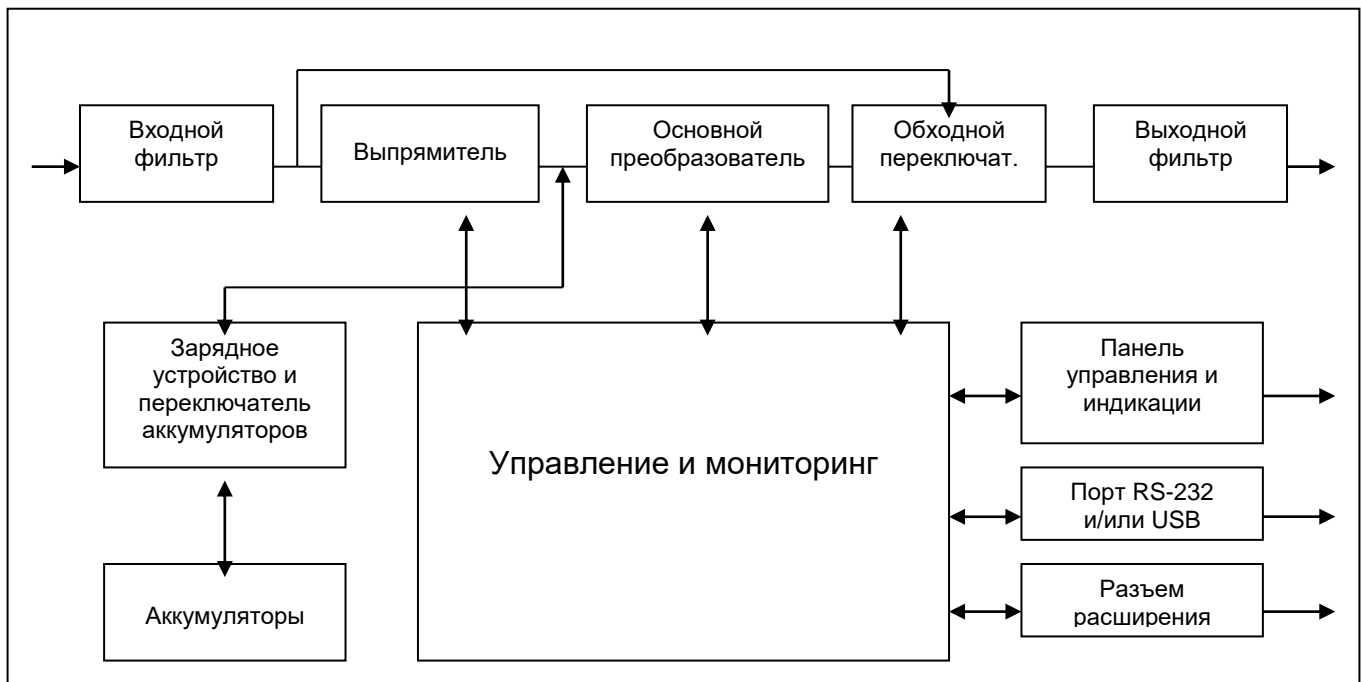 Входной
фильтр
Выпрямитель
Основной
преобразователь
Обходной
переключат.
Выходной
фильтр
Зарядное
устройство и
переключатель
аккумуляторов
Управление и мониторинг
Панель
управления и
индикации
Порт RS-232
и/или USB
Аккумуляторы
Разъем
расширения